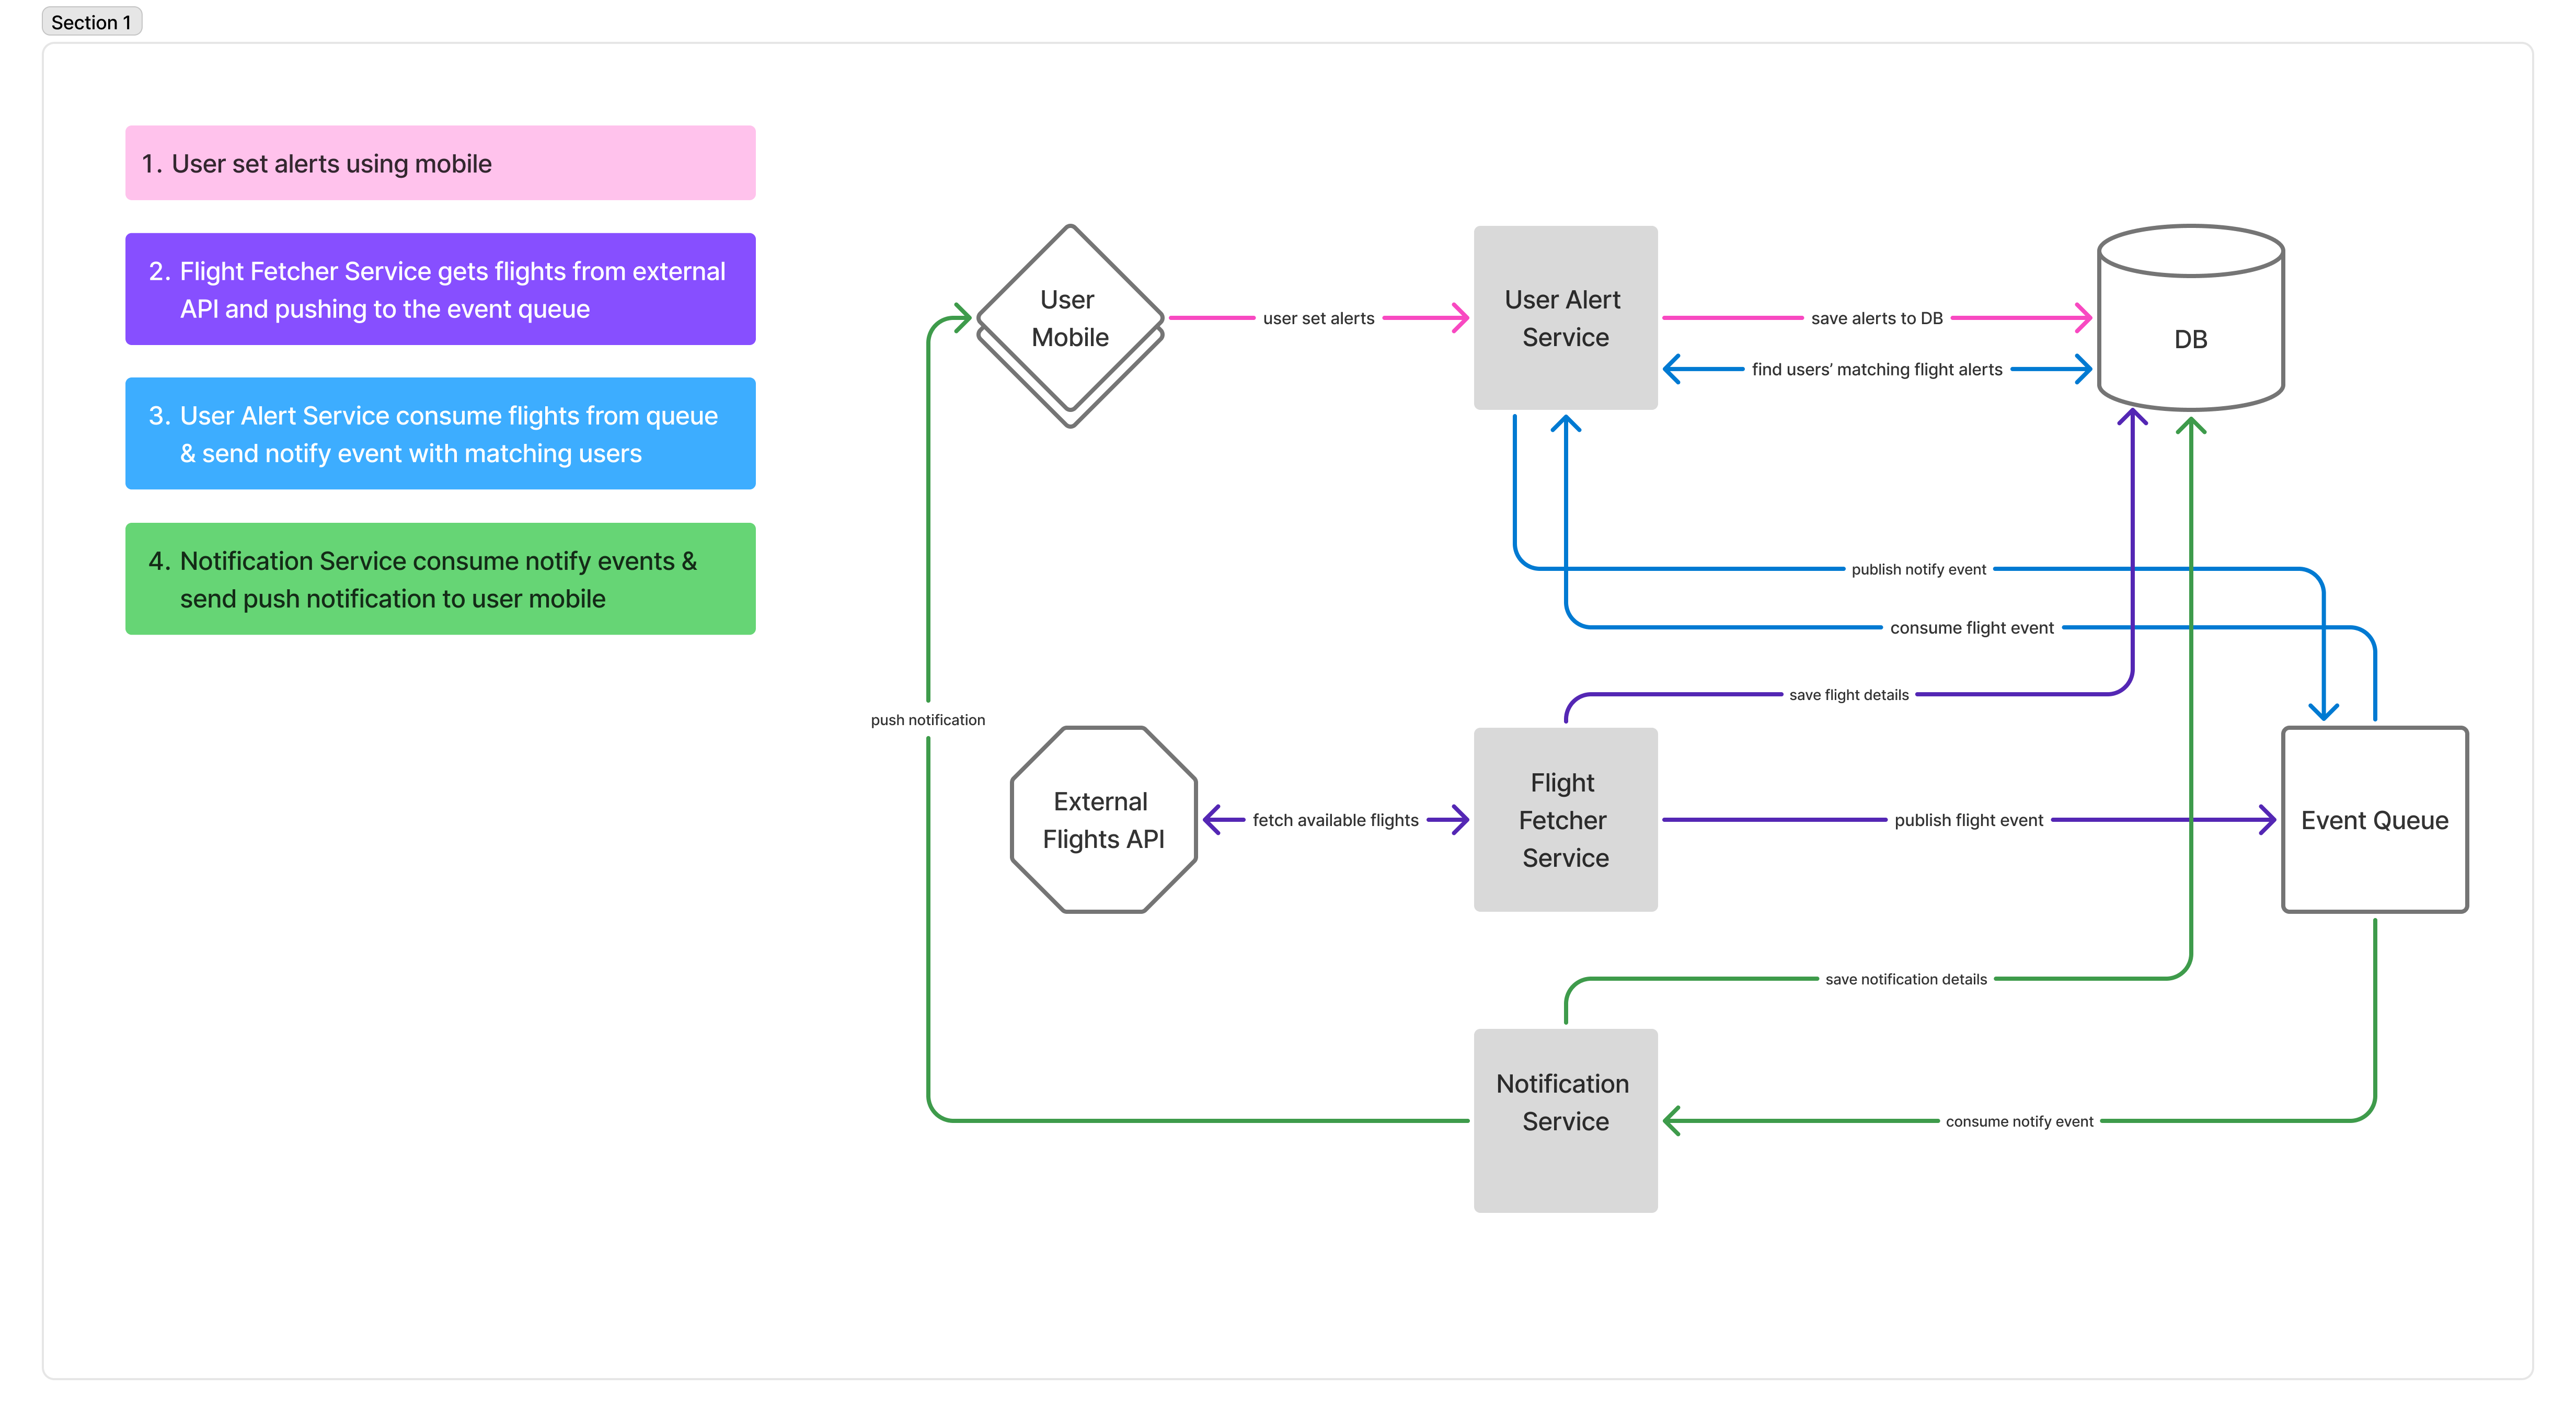 Section 1
1. User set alerts using mobile
2. Flight Fetcher Service gets flights from external
API and pushing to the event queue
3. User Alert Service consume flights from queue
& send notify event with matching users
4. Notification Service consume notify events &
send push notification to user mobile
User
Mobile
user set alerts
User Alert
Service
save alerts to DB
find users’ matching flight alerts
DB
publish notify event
consume flight event
save flight details
push notification
External
Flights API
fetch available flights
Flight
Fetcher
Service
publish flight event
Event Queue
save notification details
Notification
Service
consume notify event